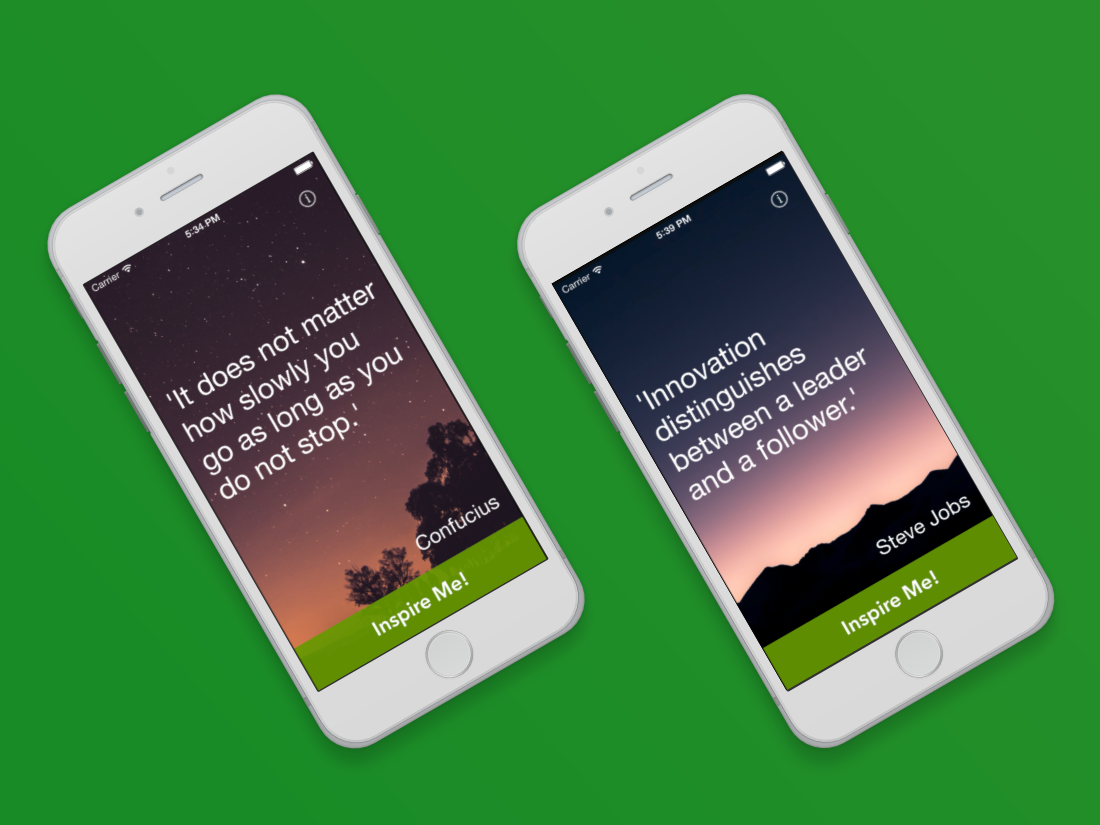 Carrier 5:34 PM
'It does not matter
how slowly you
go as long as you
do not stop.'
Confucius
Inspire Me!
Carrier 5:39 PM
'Innovation
distinguishes
between a leader
and a follower.'
Steve Jobs
Inspire Me!